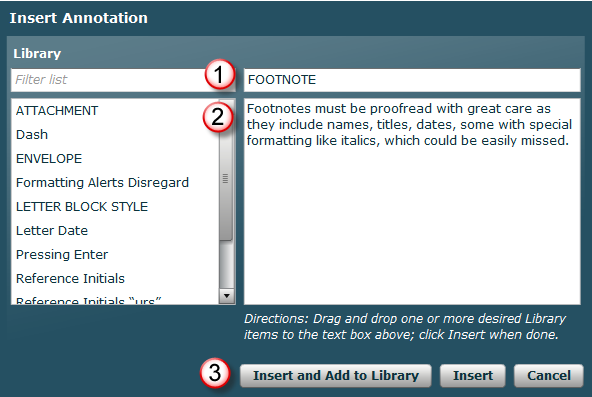 Insert Annotation
Library
Filter list
1
FOOTNOTE
ATTACHMENT
Dash
ENVELOPE
Formatting Alerts Disregard
LETTER BLOCK STYLE
Letter Date
Pressing Enter
Reference Initials
Reference Initials “urs”
2
Footnotes must be proofread with great care as
they include names, titles, dates, some with special
formatting like italics, which could be easily missed.
Directions: Drag and drop one or more desired Library
items to the text box above; click Insert when done.
3
Insert and Add to Library
Insert
Cancel